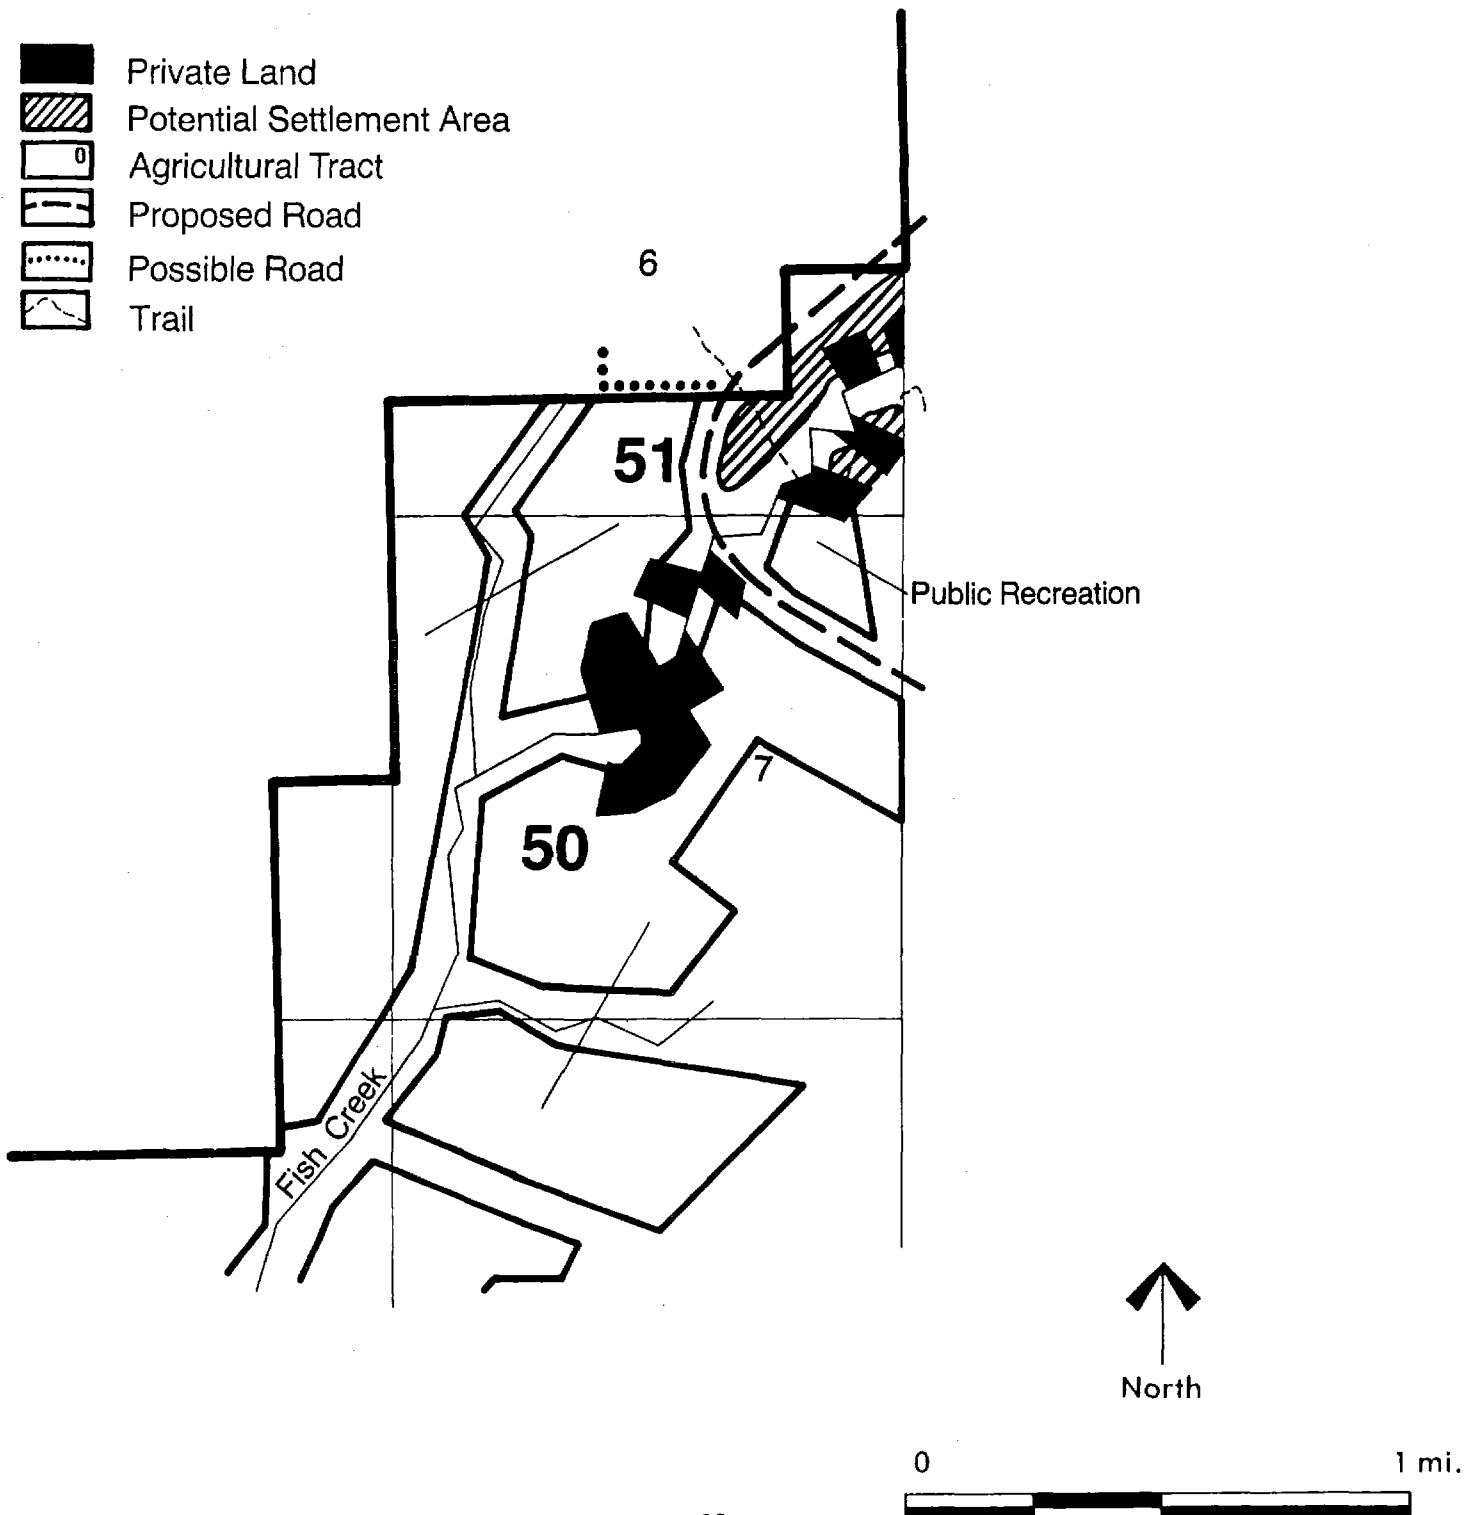 Private Land
Potential Settlement Area
0
Agricultural Tract
Proposed Road
Possible Road
Trail
6
51
Public Recreation
7
50
Fish Creek
North
0 1 mi.